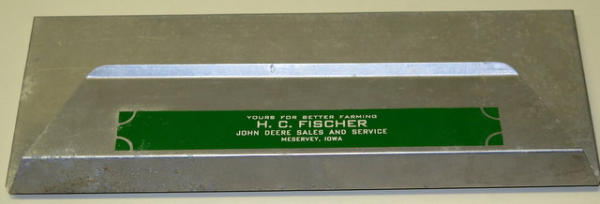 YOURS FOR BETTER FARMING
H. C. FISCHER
JOHN DEERE SALES AND SERVICE
MESERVEY, IOWA